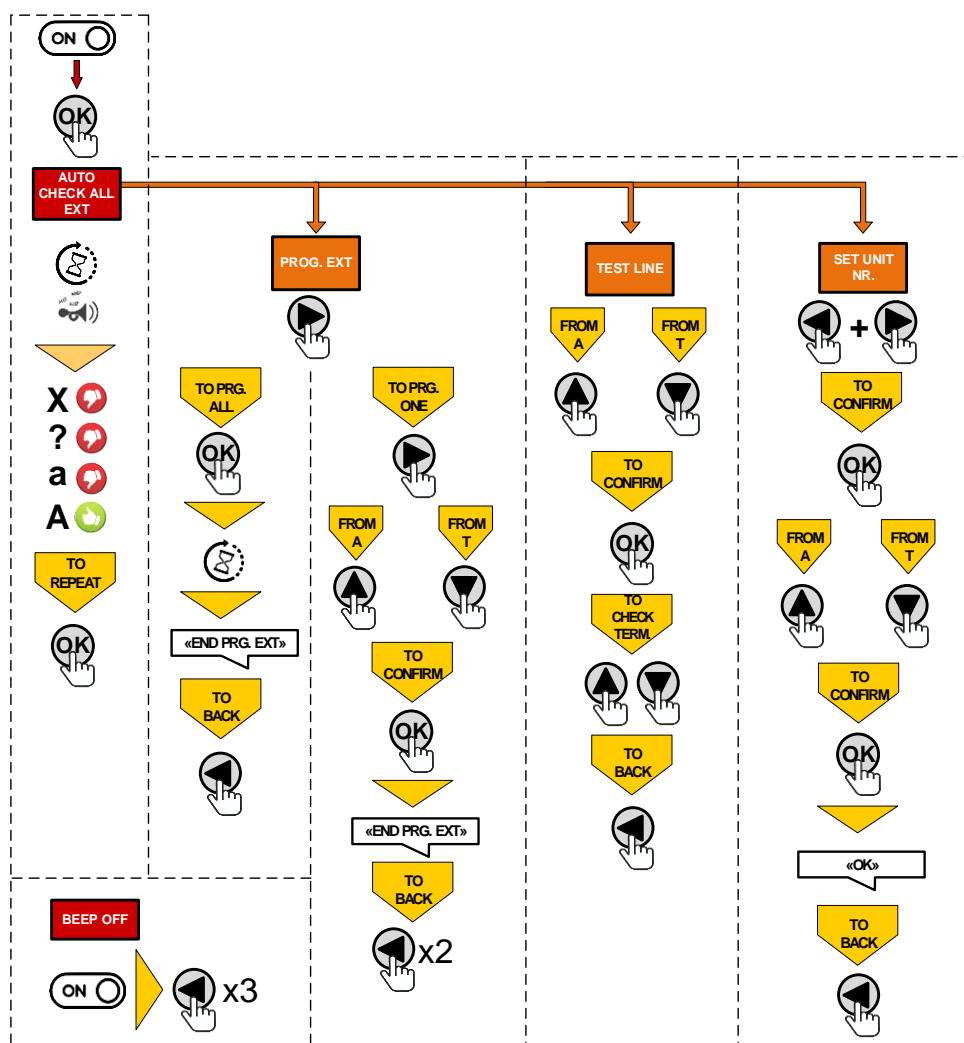 ON
OK
AUTO
CHECK ALL
EXT
X
?
a
A
TO
REPEAT
OK
PROG. EXT
TO PRG.
ALL
OK
«END PRG. EXT»
TO
BACK
TO PRG.
ONE
FROM
A
FROM
T
TO
CONFIRM
OK
«END PRG. EXT»
TO
BACK
x2
TEST LINE
FROM
A
FROM
T
TO
CONFIRM
OK
TO
CHECK
TERM.
TO
BACK
SET UNIT
NR.
+
TO
CONFIRM
OK
FROM
A
FROM
T
TO
CONFIRM
OK
«OK»
TO
BACK
BEEP OFF
ON
x3